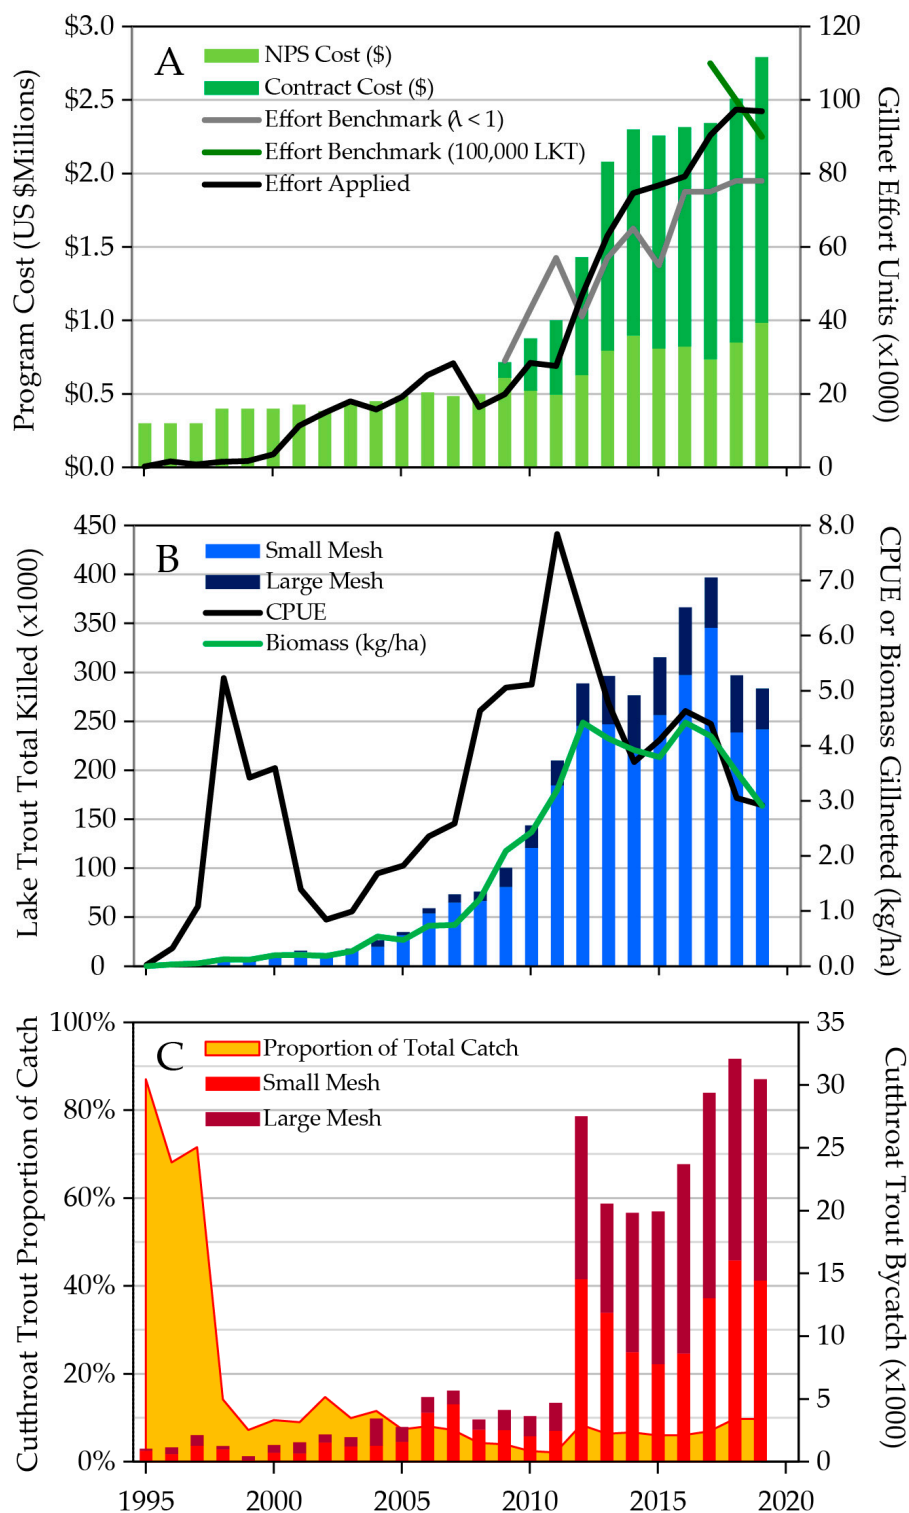 Program Cost (US $Millions)
$3.0
$2.5
$2.0
$1.5
$1.0
$0.5
$0.0
A
NPS Cost ($)
Contract Cost ($)
Effort Benchmark (λ < 1)
Effort Benchmark (100,000 LKT)
Effort Applied
120
100
80
60
40
20
0
Gillnet Effort Units (x1000)
Lake Trout Total Killed (x1000)
450
400
350
300
250
200
150
100
50
0
B
Small Mesh
Large Mesh
CPUE
Biomass (kg/ha)
8.0
7.0
6.0
5.0
4.0
3.0
2.0
1.0
0.0
CPUE or Biomass Gillnetted (kg/ha)
Cutthroat Trout Proportion of Catch
100%
80%
60%
40%
20%
0%
C
Proportion of Total Catch
Small Mesh
Large Mesh
35
30
25
20
15
10
5
0
Cutthroat Trout Bycatch (x1000)
1995 2000 2005 2010 2015 2020